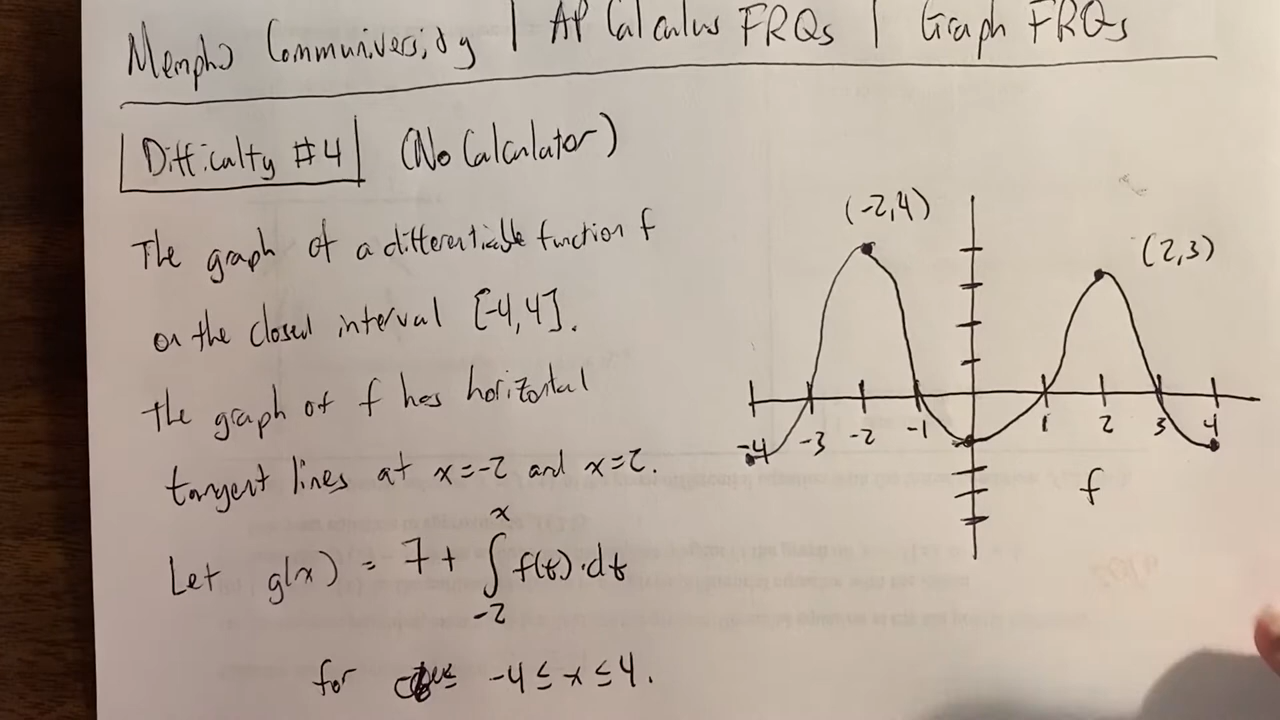 Mempho Communiversity | AP Calculus FRQs | Graph FRQs
Difficulty #4 (No Calculator)
The graph of a differentiable function f
on the closed interval [-4,4].
the graph of f has horizontal
tangent lines at x=-2 and x=2.
Let g(x) = 7 + ∫_{-2}^{x} f(t)·dt
for -4 ≤ x ≤ 4.
(-2,4)
(2,3)
-4 -3 -2 -1 1 2 3 4
f